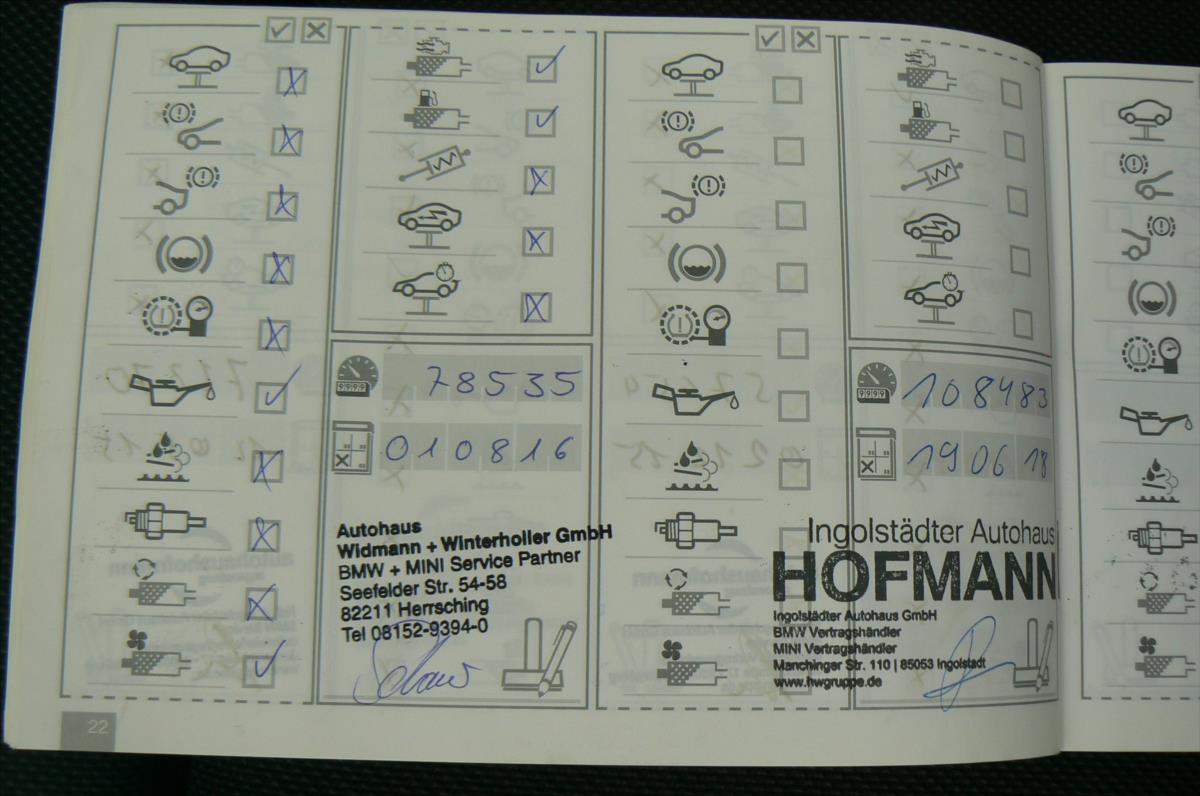 78535
010816
Autohaus
Widmann + Winterholler GmbH
BMW + MINI Service Partner
Seefelder Str. 54-58
82211 Herrsching
Tel 08152-9394-0
108483
190618
Ingolstädter Autohaus
HOFMANN
Ingolstädter Autohaus GmbH
BMW Vertragshändler
MINI Vertragshändler
Manchinger Str. 110 | 85053 Ingolstadt
www.hwgruppe.de
22